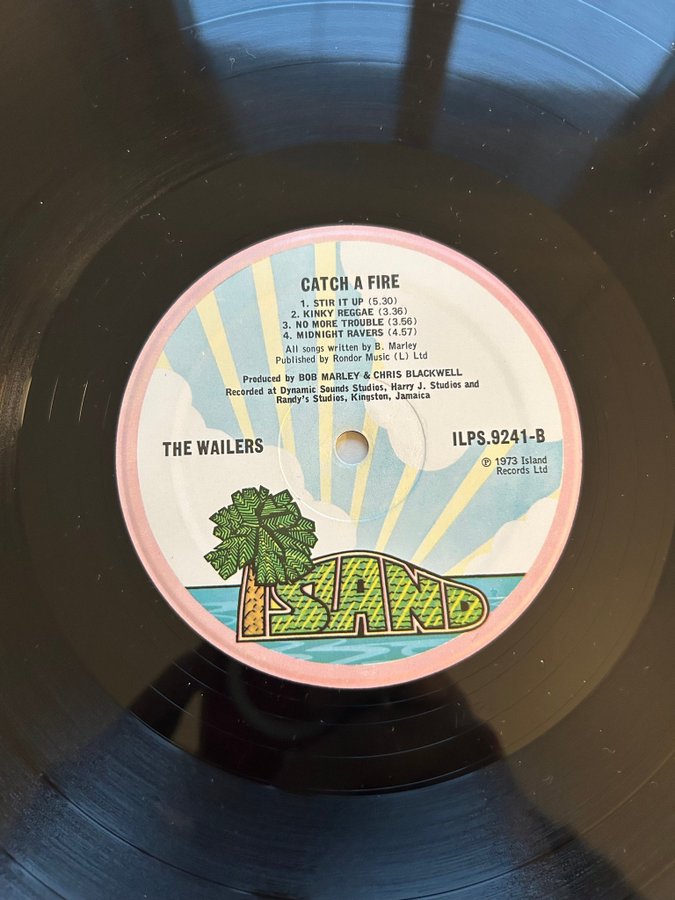 CATCH A FIRE
1. STIR IT UP (5.30)
2. KINKY REGGAE (3.36)
3. NO MORE TROUBLE (3.56)
4. MIDNIGHT RAVERS (4.57)
All songs written by B. Marley
Published by Rondor Music (L) Ltd
Produced by BOB MARLEY & CHRIS BLACKWELL
Recorded at Dynamic Sounds Studios, Harry J. Studios and
Randy's Studios, Kingston, Jamaica
THE WAILERS
ILPS.9241-B
℗ 1973 Island
Records Ltd
ISLAND